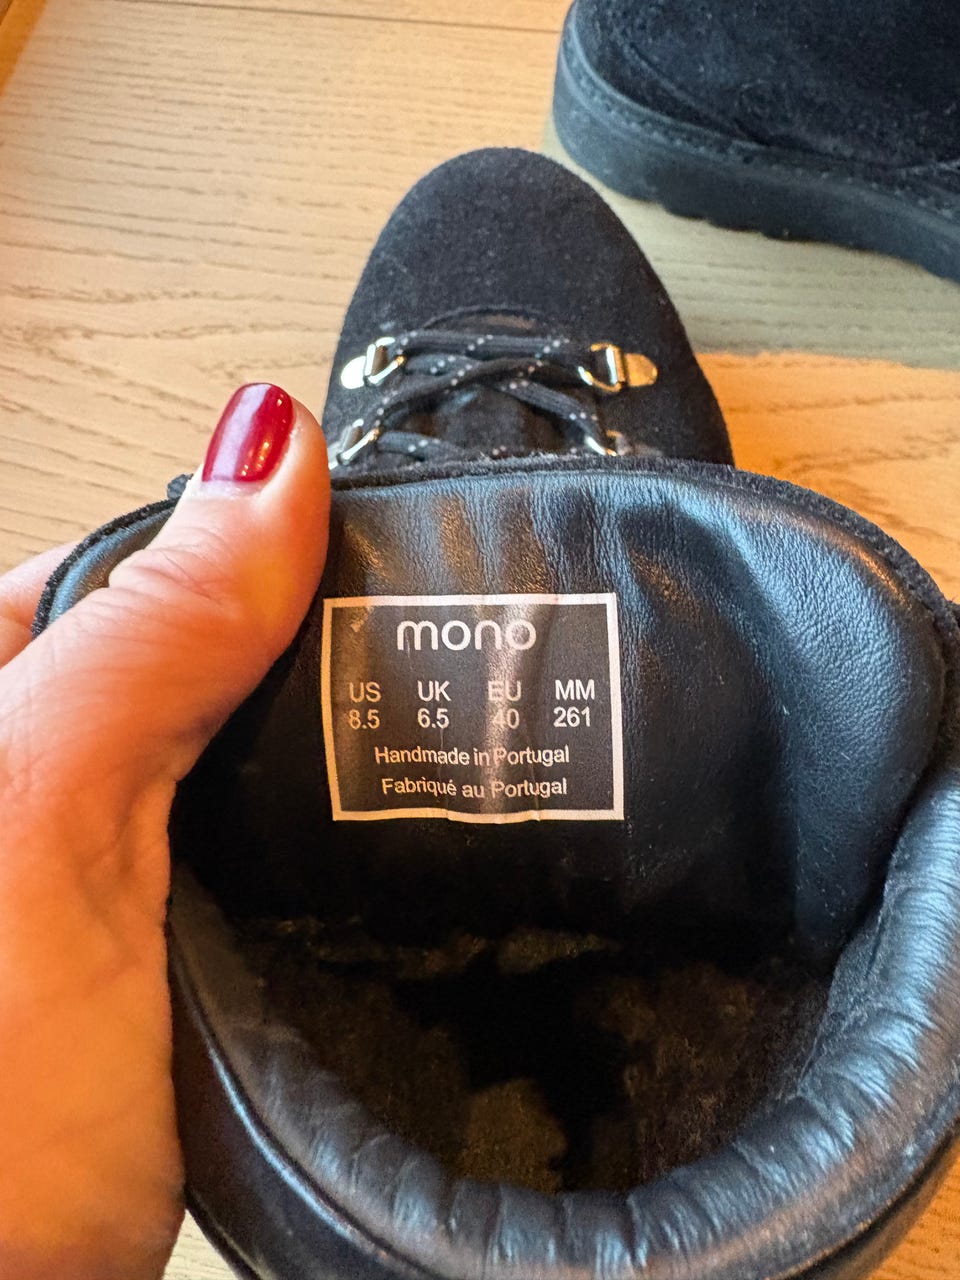 mono
US UK EU MM
8.5 6.5 40 261
Handmade in Portugal
Fabriqué au Portugal